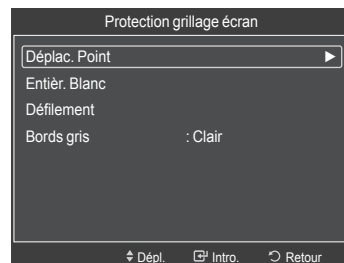 Protection grillage écran
Déplac. Point
Entièr. Blanc
Défilement
Bords gris : Clair
Dépl. Intro. Retour